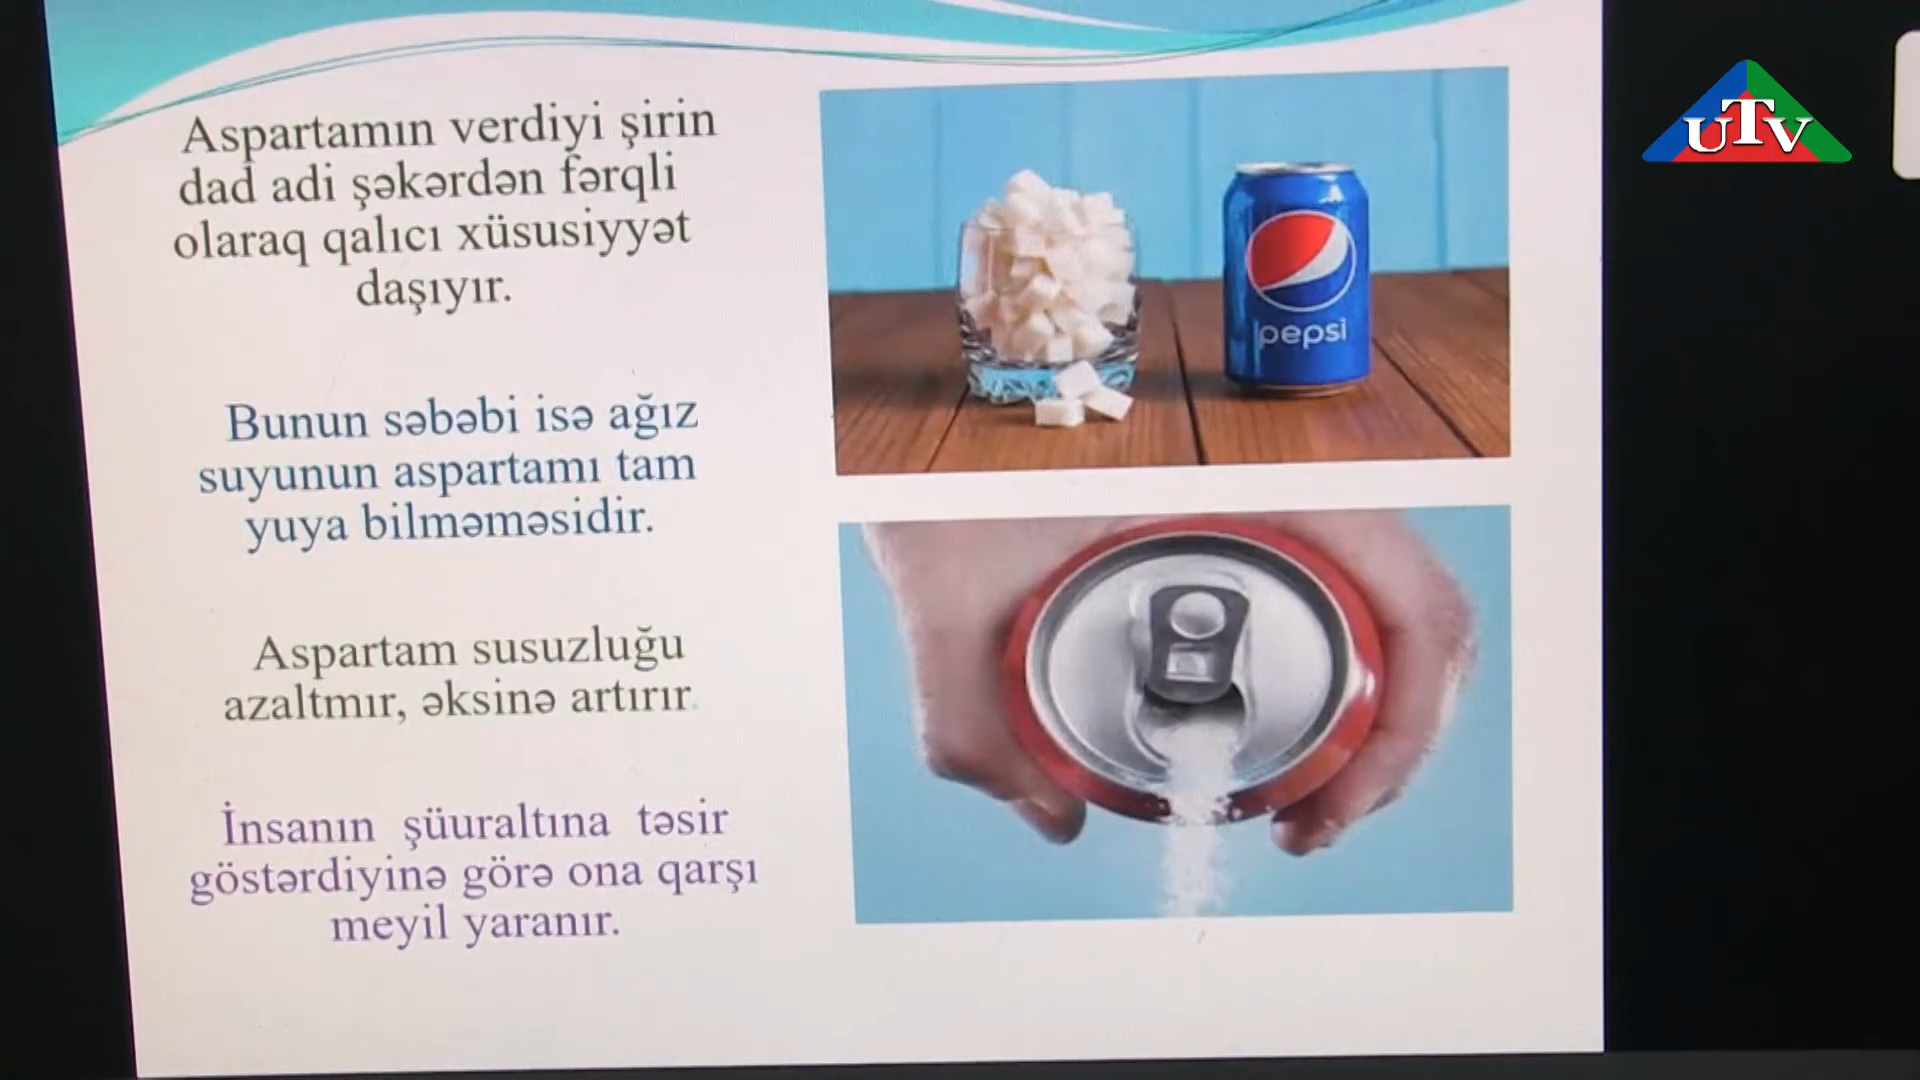 Aspartamın verdiyi şirin
dad adi şəkərdən fərqli
olaraq qalıcı xüsusiyyət
daşıyır.
Bunun səbəbi isə ağız
suyunun aspartamı tam
yuya bilməməsidir.
Aspartam susuzluğu
azaltmır, əksinə artırır.
İnsanın şüuraltına təsir
göstərdiyinə görə ona qarşı
meyil yaranır.
pepsi
UTV